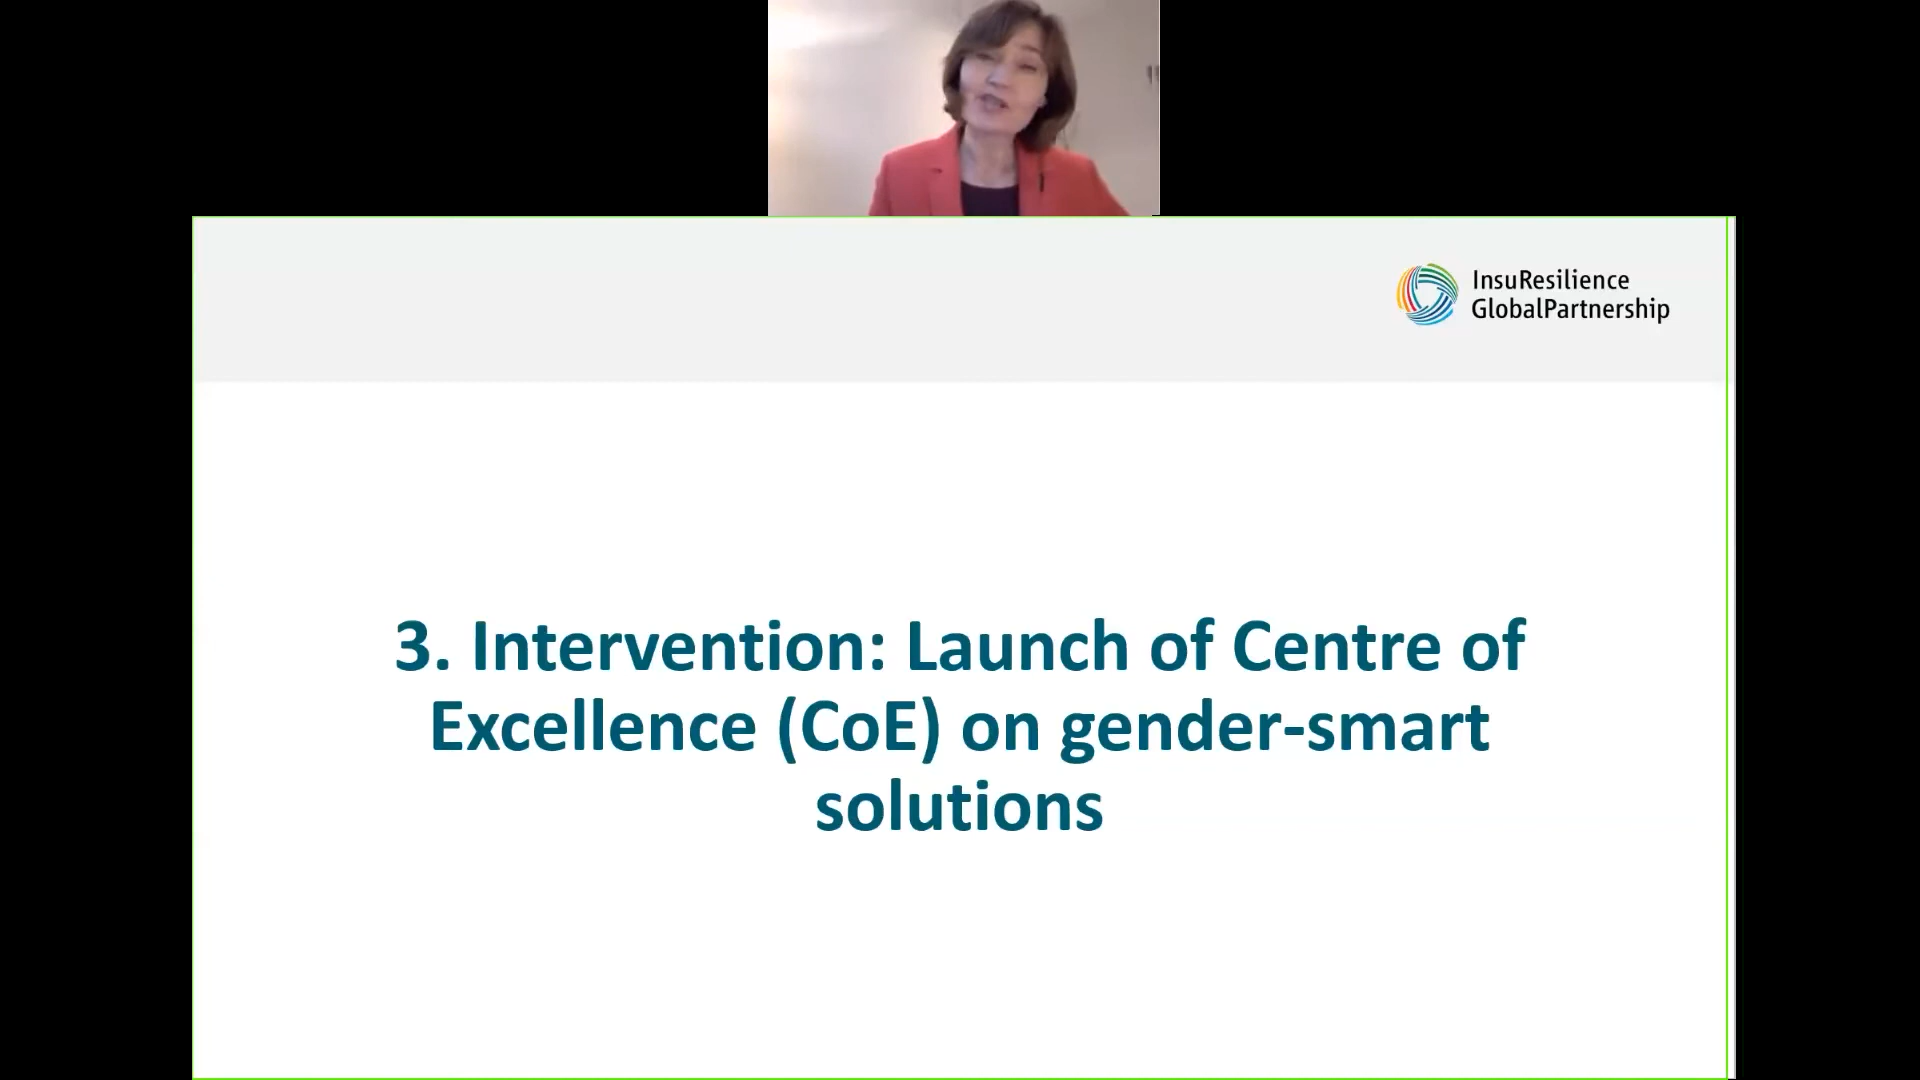 InsuResilience
GlobalPartnership
3. Intervention: Launch of Centre of
Excellence (CoE) on gender-smart
solutions